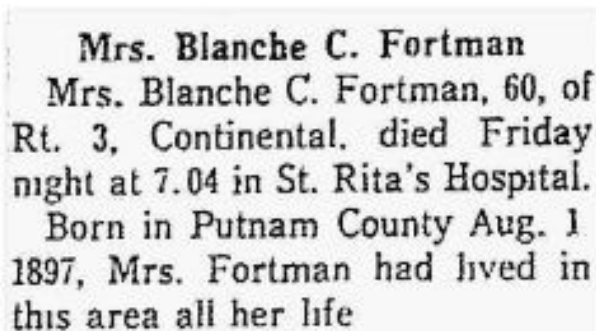 Mrs. Blanche C. Fortman
Mrs. Blanche C. Fortman, 60, of
Rt. 3, Continental, died Friday
night at 7.04 in St. Rita's Hospital.
Born in Putnam County Aug. 1
1897, Mrs. Fortman had lived in
this area all her life